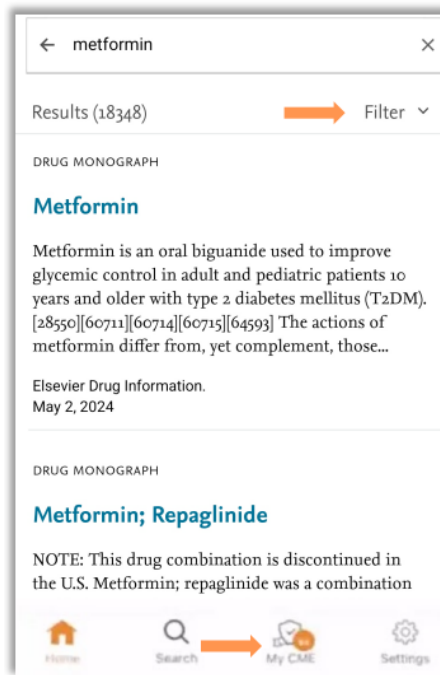 metformin
Results (18348)
Filter
DRUG MONOGRAPH
Metformin
Metformin is an oral biguanide used to improve
glycemic control in adult and pediatric patients 10
years and older with type 2 diabetes mellitus (T2DM).
[28550][60711][60714][60715][64593] The actions of
metformin differ from, yet complement, those...
Elsevier Drug Information.
May 2, 2024
DRUG MONOGRAPH
Metformin; Repaglinide
NOTE: This drug combination is discontinued in
the U.S. Metformin; repaglinide was a combination
Home
Search
My CME
Settings